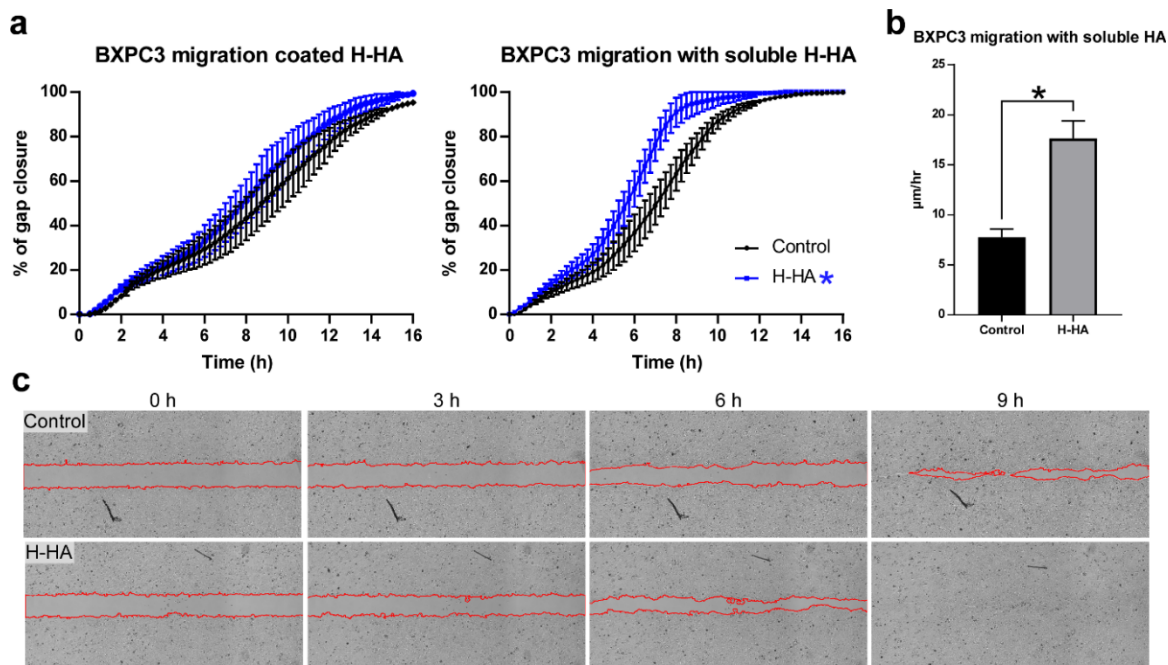 a
BXPC3 migration coated H-HA
% of gap closure
100
80
60
40
20
0
0 2 4 6 8 10 12 14 16
Time (h)
BXPC3 migration with soluble H-HA
% of gap closure
100
80
60
40
20
0
0 2 4 6 8 10 12 14 16
Time (h)
Control
H-HA *
b
BXPC3 migration with soluble HA
µm/hr
25
20
15
10
5
0
*
Control H-HA
c
0 h 3 h 6 h 9 h
Control
H-HA